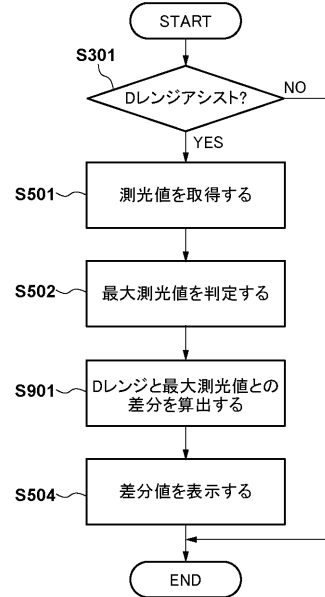 START
S301
Dレンジアシスト?
NO
YES
S501
測光値を取得する
S502
最大測光値を判定する
S901
Dレンジと最大測光値との
差分を算出する
S504
差分値を表示する
END